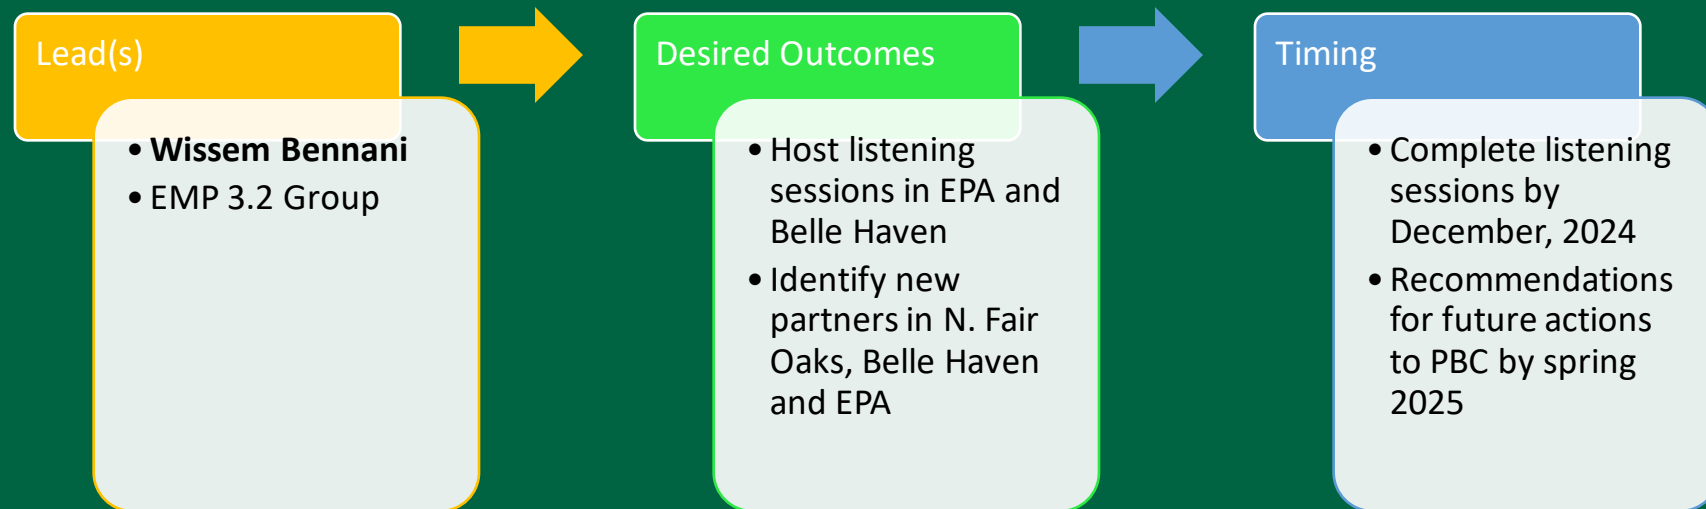 Lead(s)
• Wissem Bennani
• EMP 3.2 Group
Desired Outcomes
• Host listening
sessions in EPA and
Belle Haven
• Identify new
partners in N. Fair
Oaks, Belle Haven
and EPA
Timing
• Complete listening
sessions by
December, 2024
• Recommendations
for future actions
to PBC by spring
2025